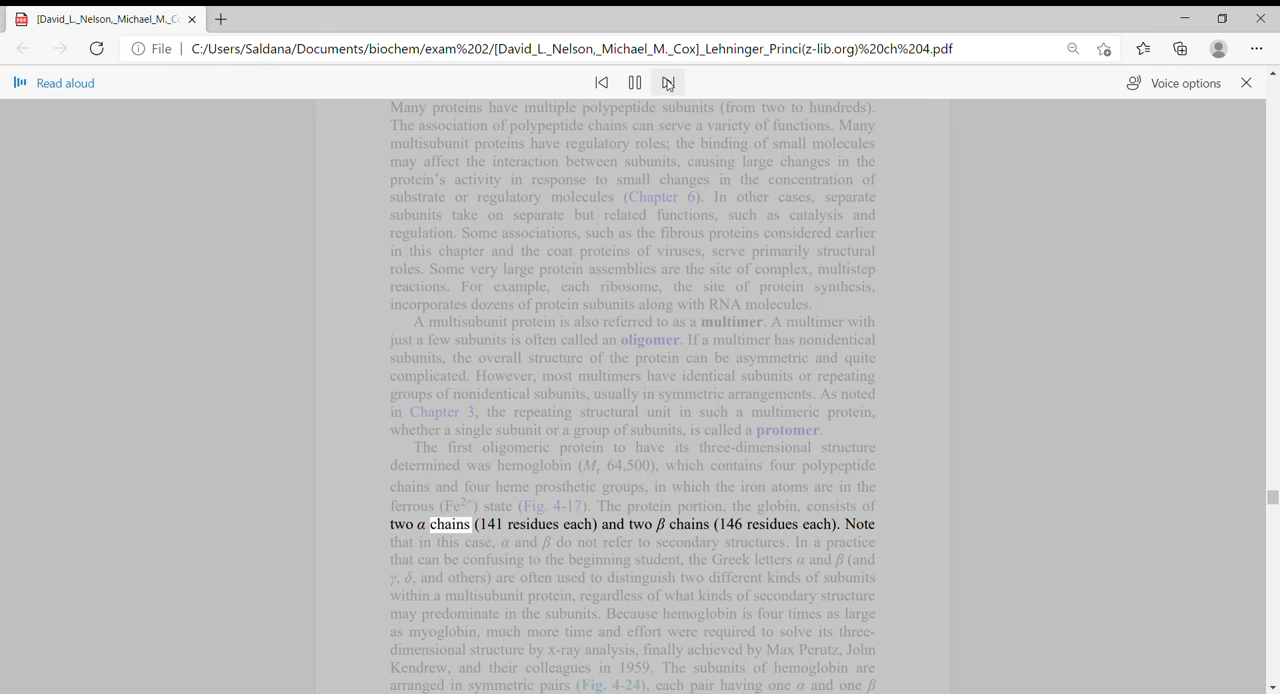 [David_L._Nelson,_Michael_M._Co
File
C:/Users/Saldana/Documents/biochem/exam%202/[David_L._Nelson,_Michael_M._Cox]_Lehninger_Princi(z-lib.org)%20ch%204.pdf
Read aloud
Voice options
Many proteins have multiple polypeptide subunits (from two to hundreds).
The association of polypeptide chains can serve a variety of functions. Many
multisubunit proteins have regulatory roles; the binding of small molecules
may affect the interaction between subunits, causing large changes in the
protein's activity in response to small changes in the concentration of
substrate or regulatory molecules (Chapter 6). In other cases, separate
subunits take on separate but related functions, such as catalysis and
regulation. Some associations, such as the fibrous proteins considered earlier
in this chapter and the coat proteins of viruses, serve primarily structural
roles. Some very large protein assemblies are the site of complex, multistep
reactions. For example, each ribosome, the site of protein synthesis,
incorporates dozens of protein subunits along with RNA molecules.
A multisubunit protein is also referred to as a multimer. A multimer with
just a few subunits is often called an oligomer. If a multimer has nonidentical
subunits, the overall structure of the protein can be asymmetric and quite
complicated. However, most multimers have identical subunits or repeating
groups of nonidentical subunits, usually in symmetric arrangements. As noted
in Chapter 3, the repeating structural unit in such a multimeric protein,
whether a single subunit or a group of subunits, is called a protomer.
The first oligomeric protein to have its three-dimensional structure
determined was hemoglobin (Mr 64,500), which contains four polypeptide
chains and four heme prosthetic groups, in which the iron atoms are in the
ferrous (Fe2+) state (Fig. 4-17). The protein portion, the globin, consists of
two α chains (141 residues each) and two β chains (146 residues each). Note
that in this case, α and β do not refer to secondary structures. In a practice
that can be confusing to the beginning student, the Greek letters α and β (and
γ, δ, and others) are often used to distinguish two different kinds of subunits
within a multisubunit protein, regardless of what kinds of secondary structure
may predominate in the subunits. Because hemoglobin is four times as large
as myoglobin, much more time and effort were required to solve its three-
dimensional structure by x-ray analysis, finally achieved by Max Perutz, John
Kendrew, and their colleagues in 1959. The subunits of hemoglobin are
arranged in symmetric pairs (Fig. 4-24), each pair having one α and one β